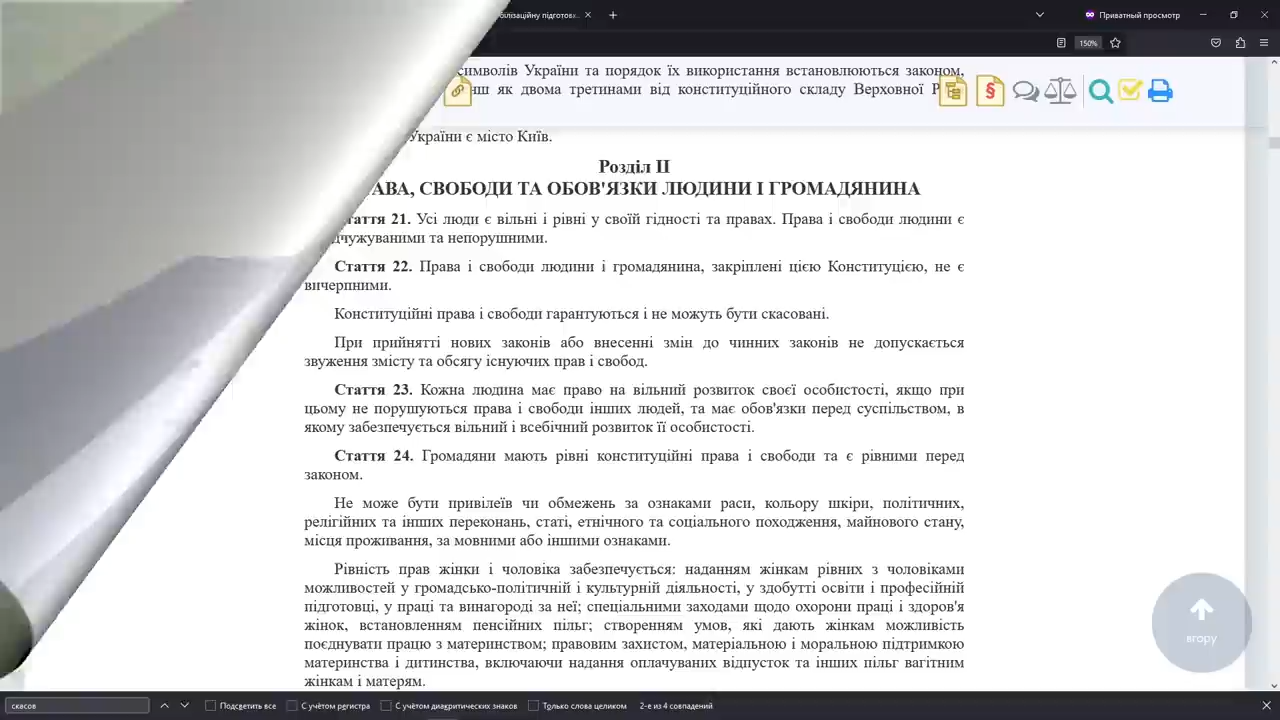 білізаційну підготов...
Приватный просмотр
150%
символів України та порядок їх використання встановлюються законом,
як двома третинами від конституційного складу Верховної
України є місто Київ.
Розділ II
СВОБОДИ ТА ОБОВ'ЯЗКИ ЛЮДИНИ І ГРОМАДЯНИНА
21. Усі люди є вільні і рівні у своїй гідності та правах. Права і свободи людини є
та непорушними.
Стаття 22. Права і свободи людини і громадянина, закріплені цією Конституцією, не є
вичерпними.
Конституційні права і свободи гарантуються і не можуть бути скасовані.
При прийнятті нових законів або внесенні змін до чинних законів не допускається
звуження змісту та обсягу існуючих прав і свобод.
Стаття 23. Кожна людина має право на вільний розвиток своєї особистості, якщо при
цьому не порушуються права і свободи інших людей, та має обов'язки перед суспільством, в
якому забезпечується вільний і всебічний розвиток її особистості.
Стаття 24. Громадяни мають рівні конституційні права і свободи та є рівними перед
законом.
Не може бути привілеїв чи обмежень за ознаками раси, кольору шкіри, політичних,
релігійних та інших переконань, статі, етнічного та соціального походження, майнового стану,
місця проживання, за мовними або іншими ознаками.
Рівність прав жінки і чоловіка забезпечується: наданням жінкам рівних з чоловіками
можливостей у громадсько-політичній і культурній діяльності, у здобутті освіти і професійній
підготовці, у праці та винагороді за неї; спеціальними заходами щодо охорони праці і здоров'я
жінок, встановленням пенсійних пільг; створенням умов, які дають жінкам можливість
поєднувати працю з материнством; правовим захистом, матеріальною і моральною підтримкою
материнства і дитинства, включаючи надання оплачуваних відпусток та інших пільг вагітним
жінкам і матерям.
вгору
скасов
Подсветить все
С учётом регистра
С учётом диакритических знаков
Только слова целиком
2-е из 4 совпадений